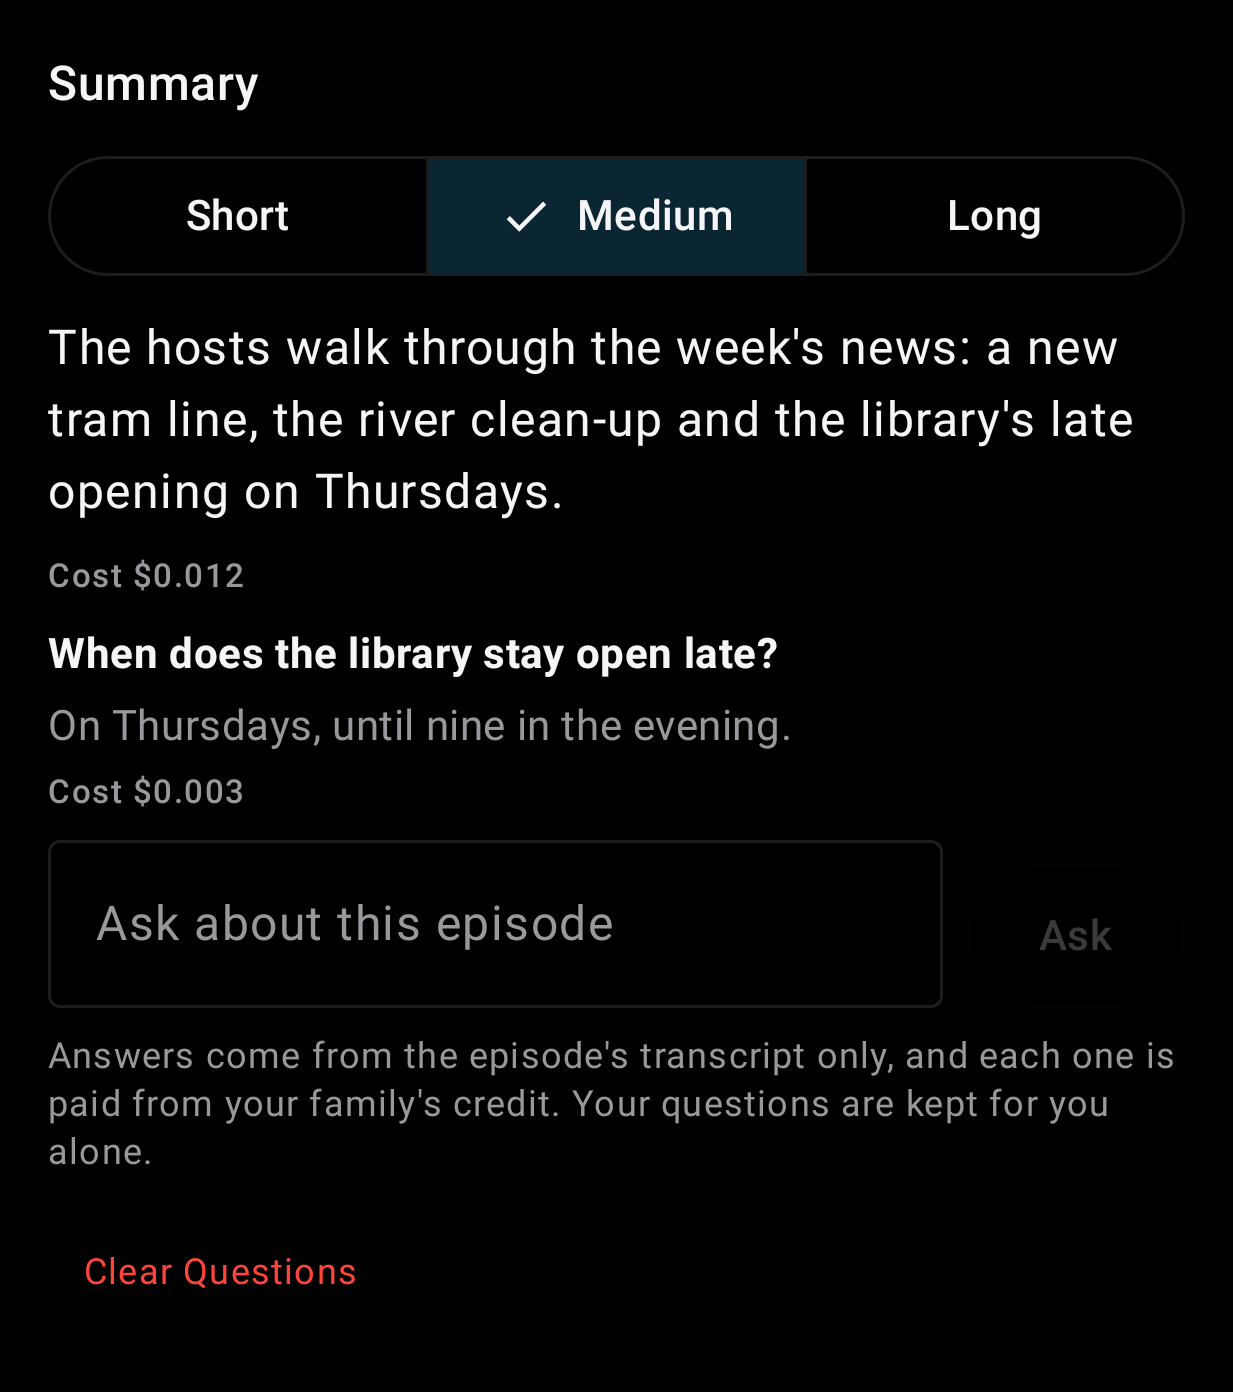 Summary
Short
Medium
Long
The hosts walk through the week's news: a new
tram line, the river clean-up and the library's late
opening on Thursdays.
Cost $0.012
When does the library stay open late?
On Thursdays, until nine in the evening.
Cost $0.003
Ask about this episode
Ask
Answers come from the episode's transcript only, and each one is
paid from your family's credit. Your questions are kept for you
alone.
Clear Questions